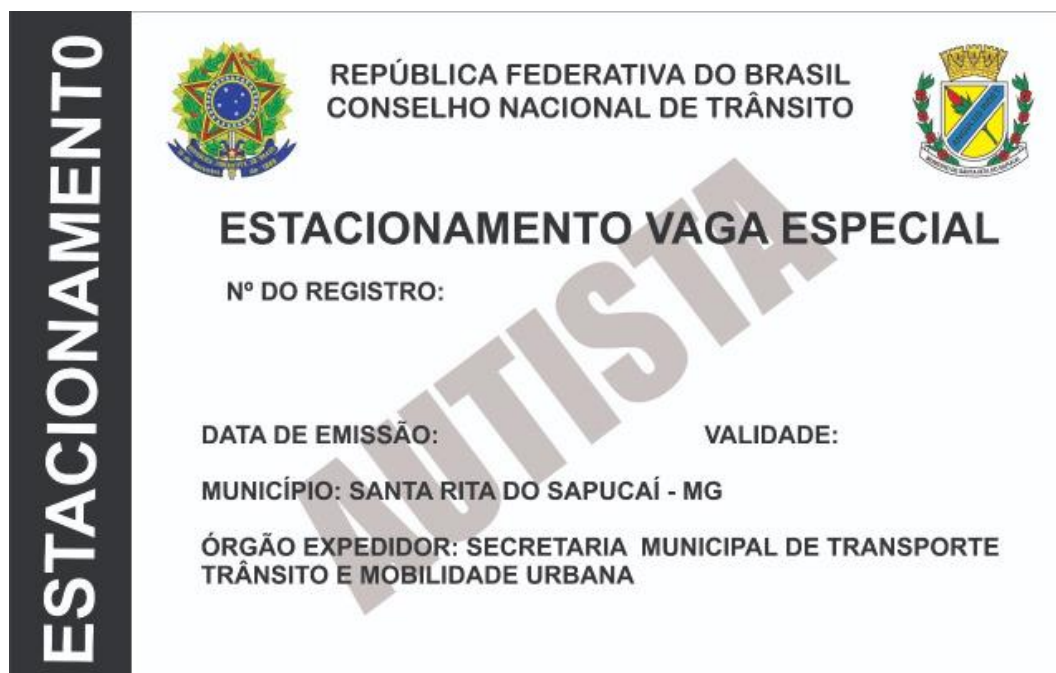 ESTACIONAMENTO
REPÚBLICA FEDERATIVA DO BRASIL
CONSELHO NACIONAL DE TRÂNSITO
ESTACIONAMENTO VAGA ESPECIAL
Nº DO REGISTRO:
AUTISTA
DATA DE EMISSÃO: VALIDADE:
MUNICÍPIO: SANTA RITA DO SAPUCAÍ - MG
ÓRGÃO EXPEDIDOR: SECRETARIA MUNICIPAL DE TRANSPORTE
TRÂNSITO E MOBILIDADE URBANA